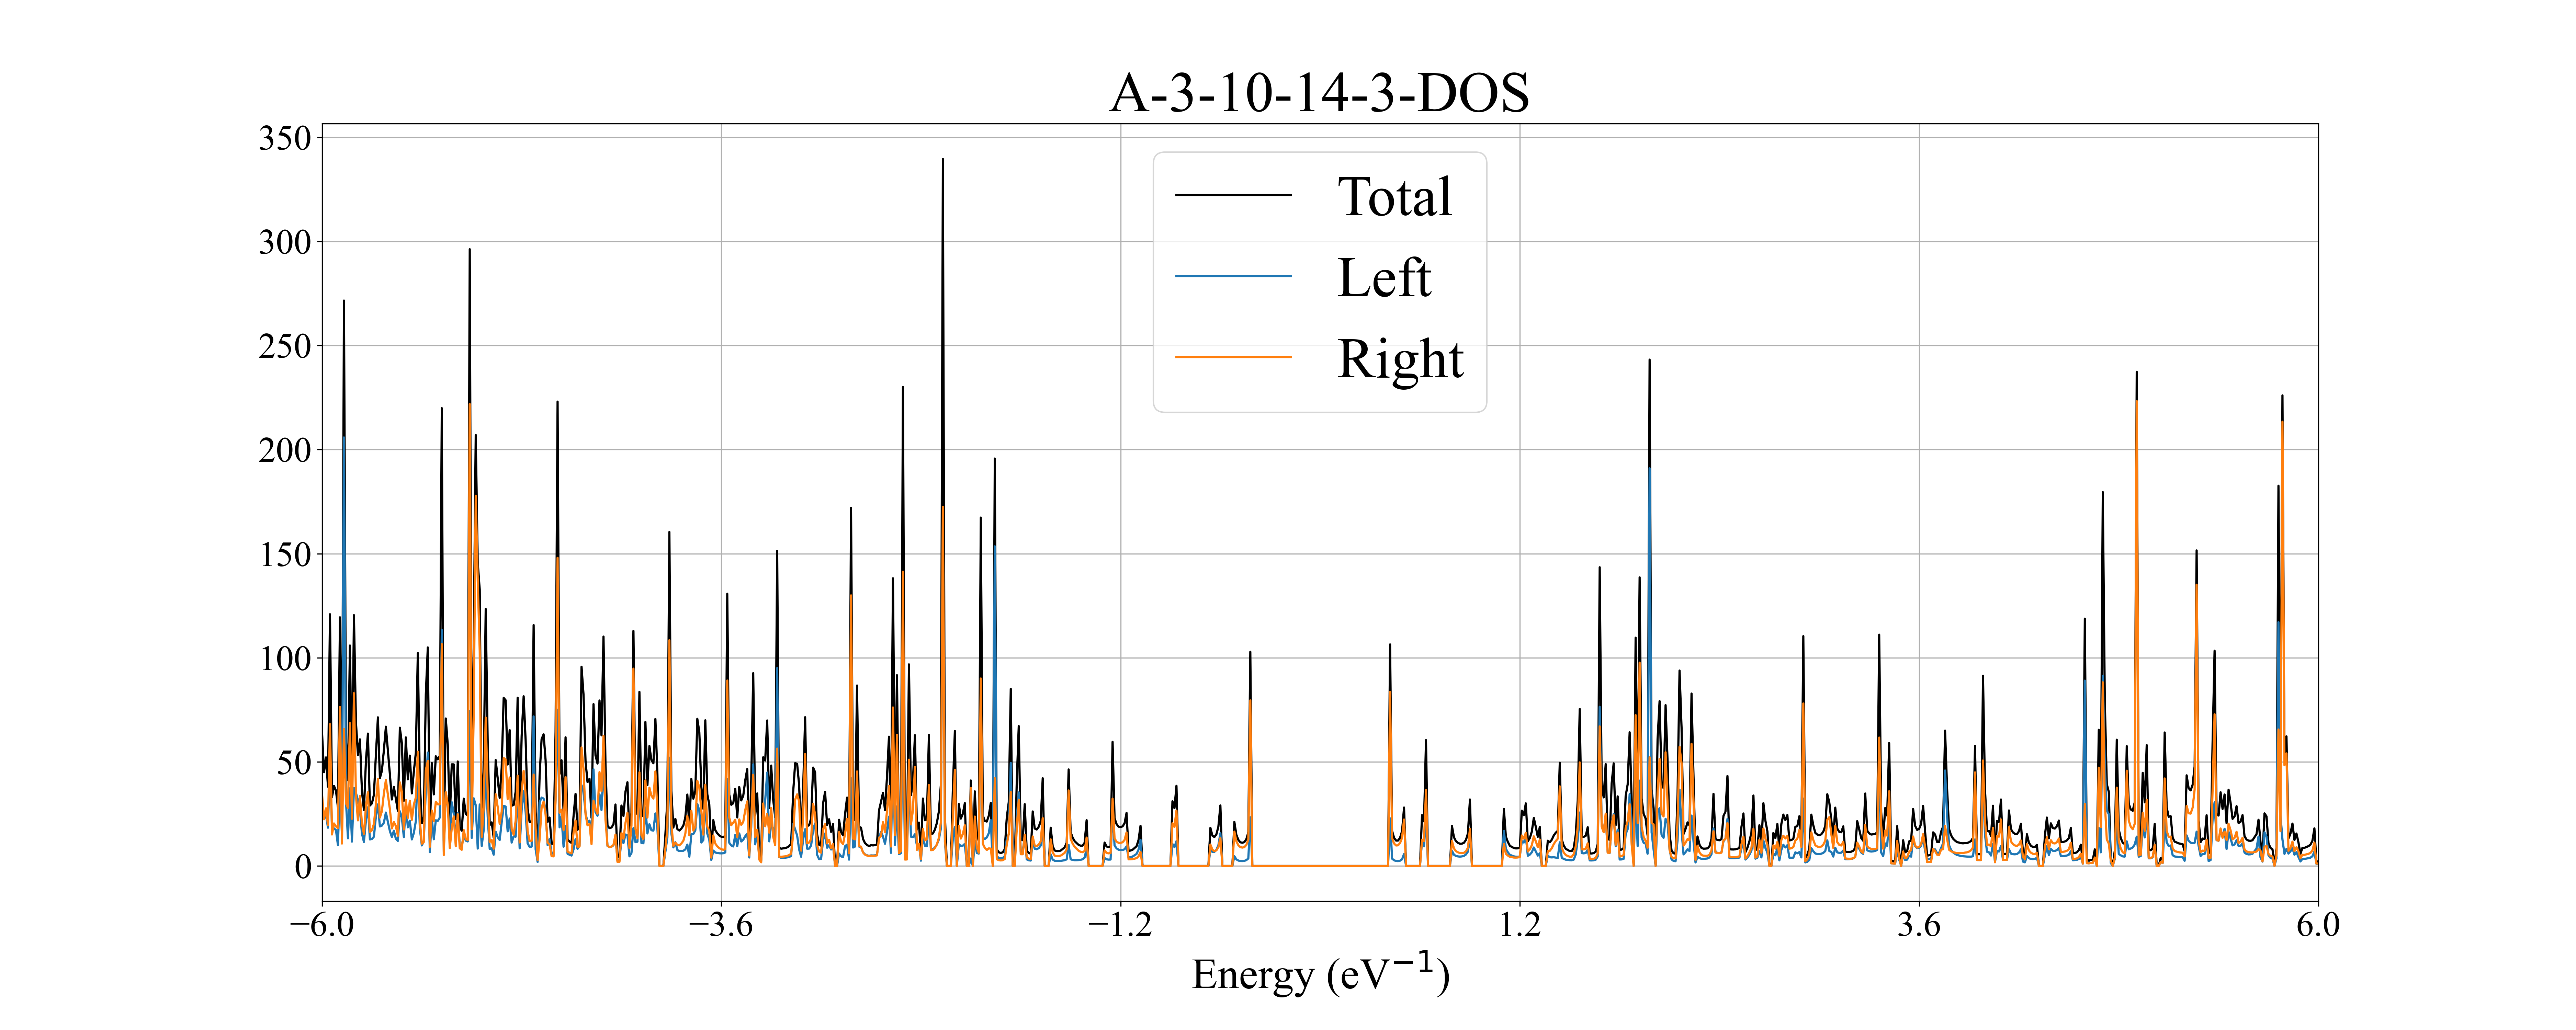 A-3-10-14-3-DOS
350
300
250
200
150
100
50
0
Total
Left
Right
−6.0 −3.6 −1.2 1.2 3.6 6.0
Energy (eV⁻¹)